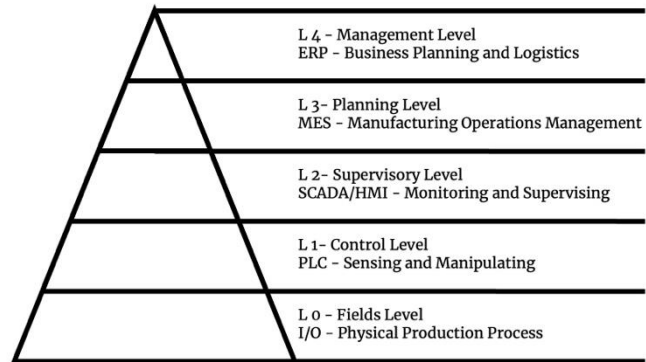 L 4 - Management Level
ERP - Business Planning and Logistics
L 3- Planning Level
MES - Manufacturing Operations Management
L 2- Supervisory Level
SCADA/HMI - Monitoring and Supervising
L 1- Control Level
PLC - Sensing and Manipulating
L 0 - Fields Level
I/O - Physical Production Process